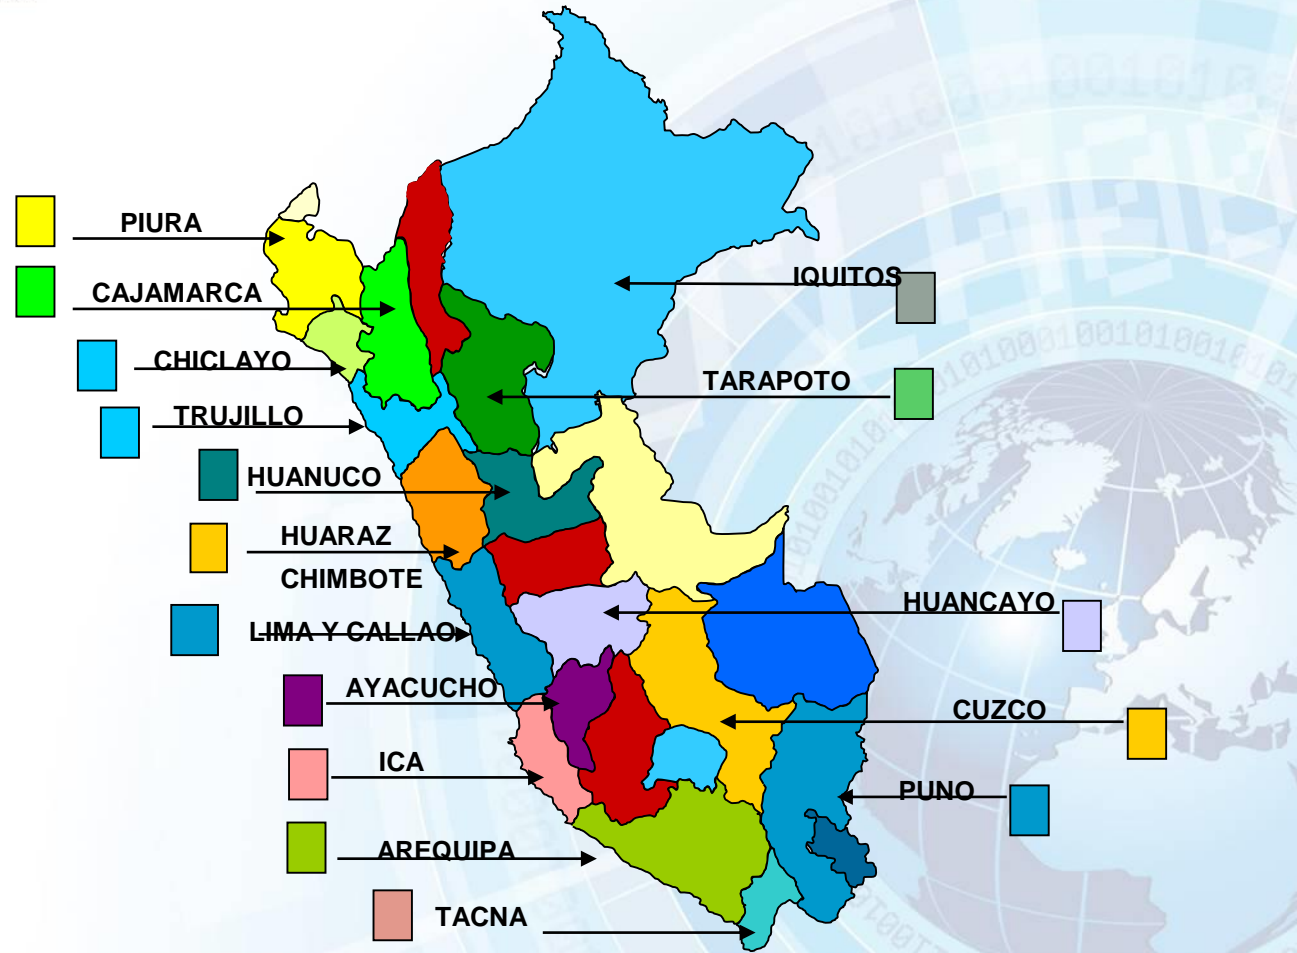 PIURA
CAJAMARCA
IQUITOS
CHICLAYO
TARAPOTO
TRUJILLO
HUANUCO
HUARAZ
CHIMBOTE
HUANCAYO
LIMA Y CALLAO
AYACUCHO
CUZCO
ICA
PUNO
AREQUIPA
TACNA